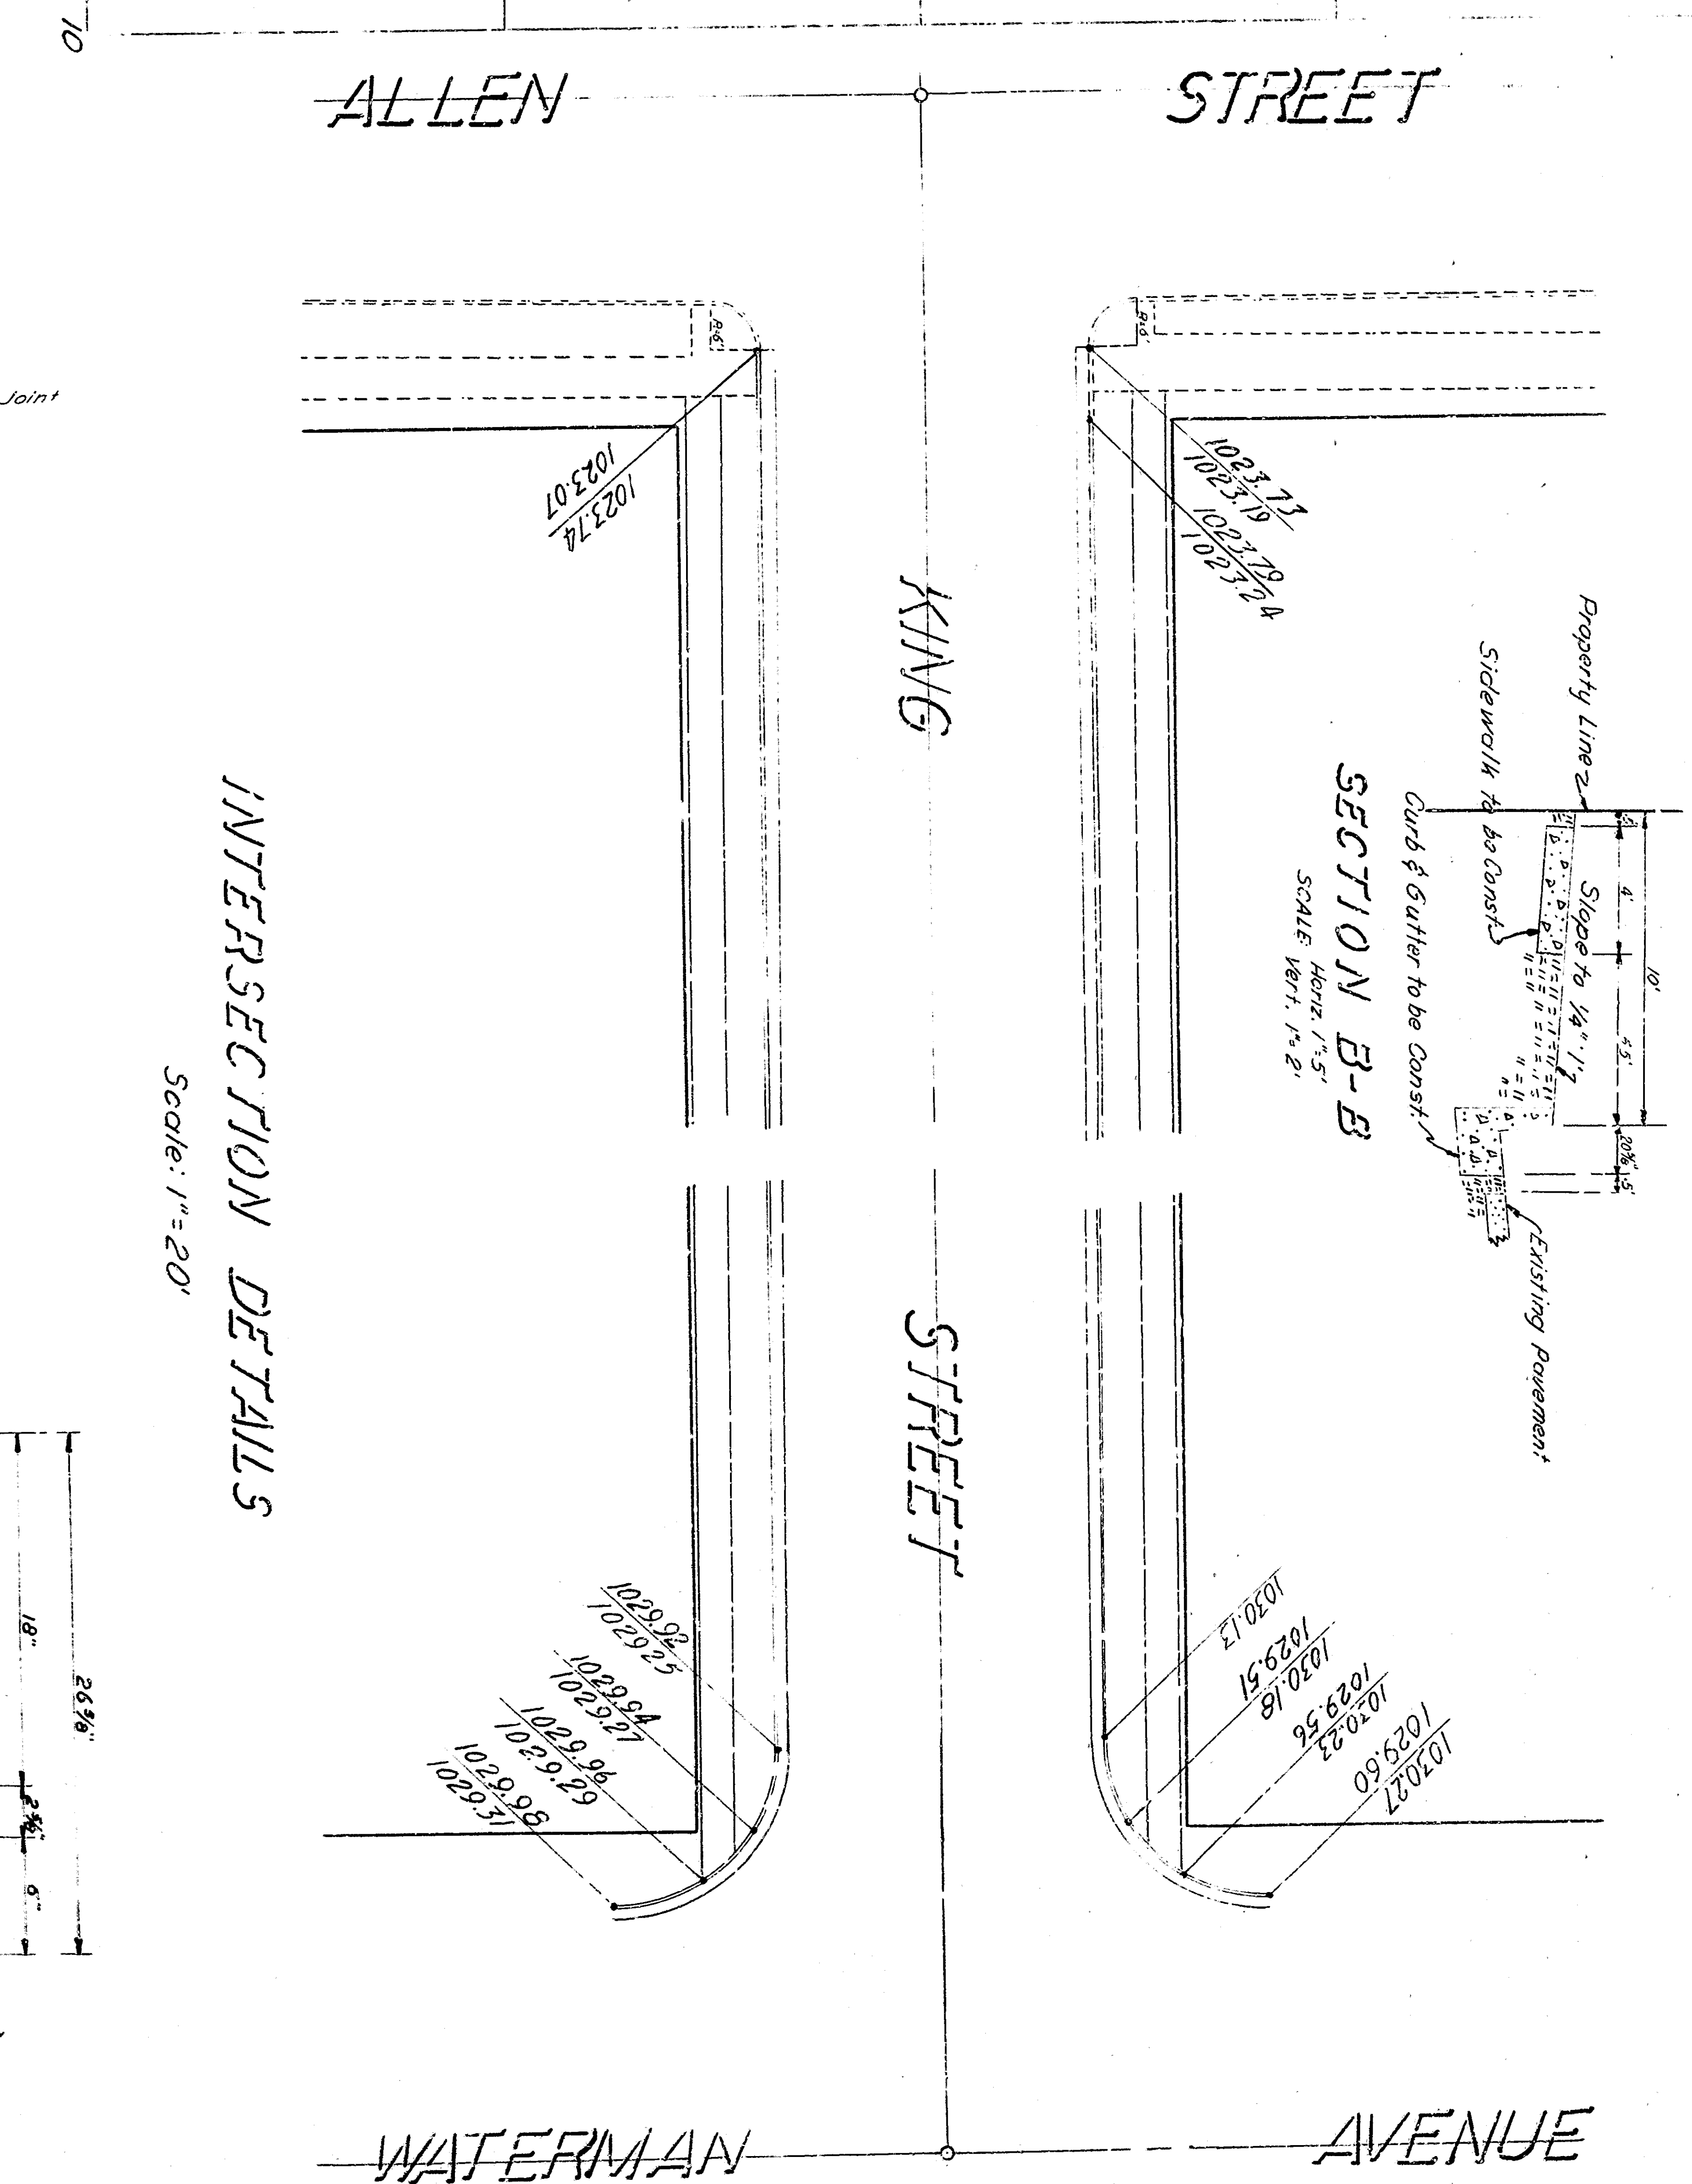 10
ALLEN STREET
Joint
R=6'
R=6'
1023.74
1023.07
1023.73
1023.19
1023.79
1023.24
KING STREET
Property Line
Sidewalk to be Const.
Curb & Gutter to be Const.
Slope to 1/4" : 1'
.5'
4'
5.5'
10'
.5'
Existing Pavement
SECTION B-B
SCALE: Horiz. 1"=5'
Vert. 1"=2'
INTERSECTION DETAILS
Scale: 1"=20'
1029.92
1029.25
1029.94
1029.27
1029.96
1029.29
1029.98
1029.31
1030.13
1029.51
1030.18
1029.56
1030.23
1029.60
1030.27
18"
26 5/8"
6"
WATERMAN AVENUE